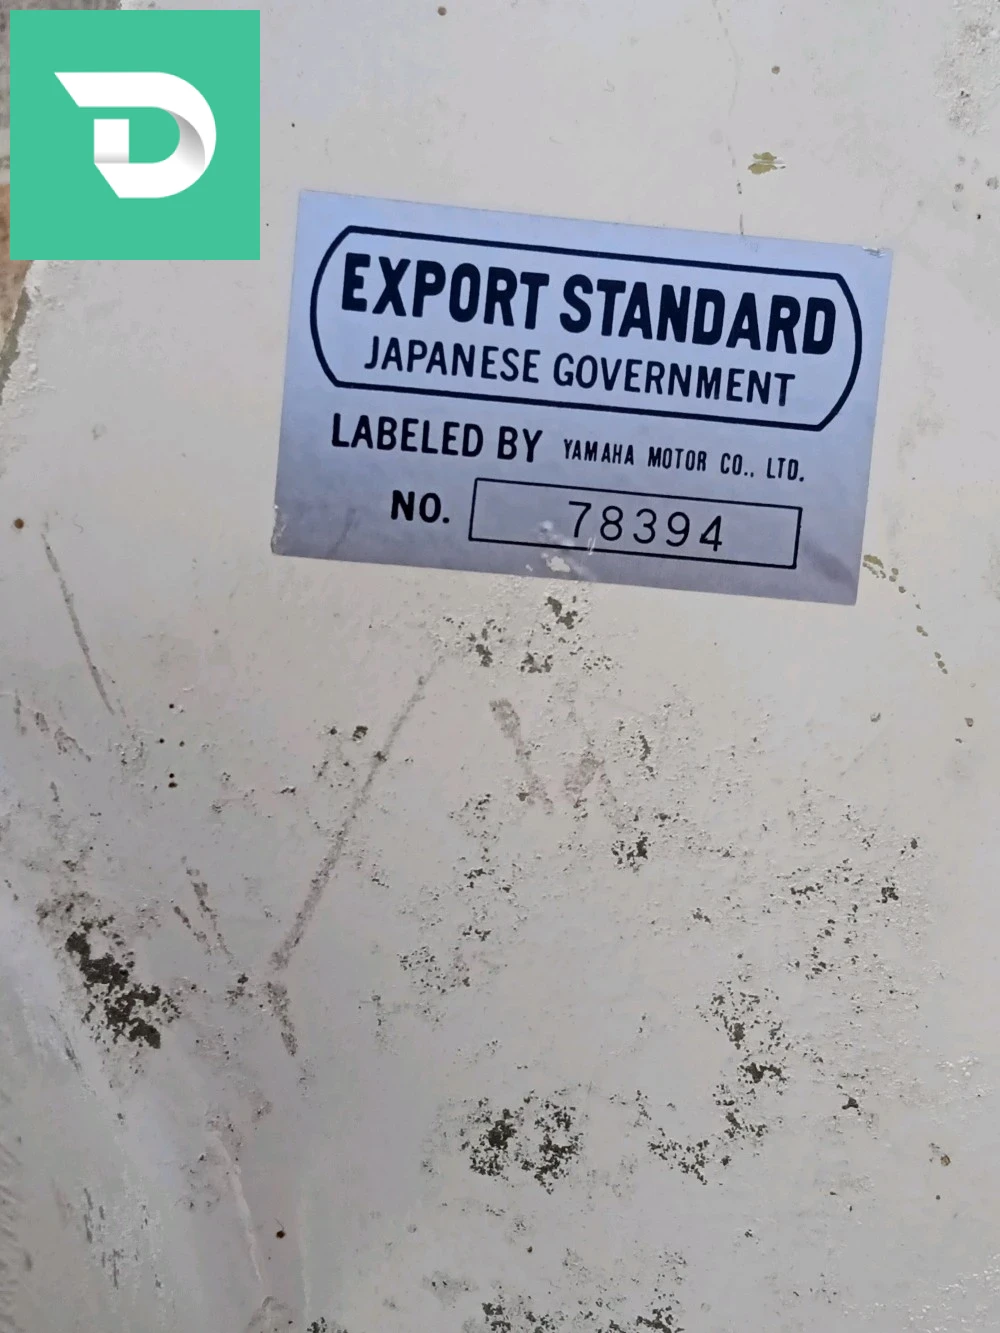 EXPORT STANDARD
JAPANESE GOVERNMENT
LABELED BY YAMAHA MOTOR CO., LTD.
NO. 78394